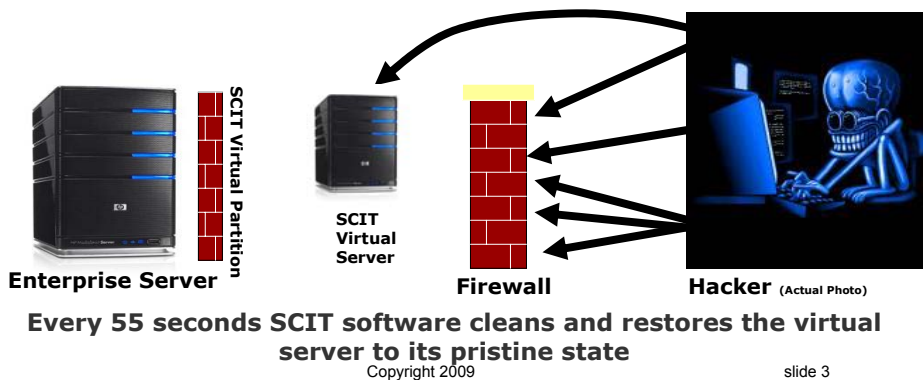 SCIT Virtual Partition
SCIT
Virtual
Server
Enterprise Server
Firewall
Hacker (Actual Photo)
Every 55 seconds SCIT software cleans and restores the virtual
server to its pristine state
Copyright 2009
slide 3